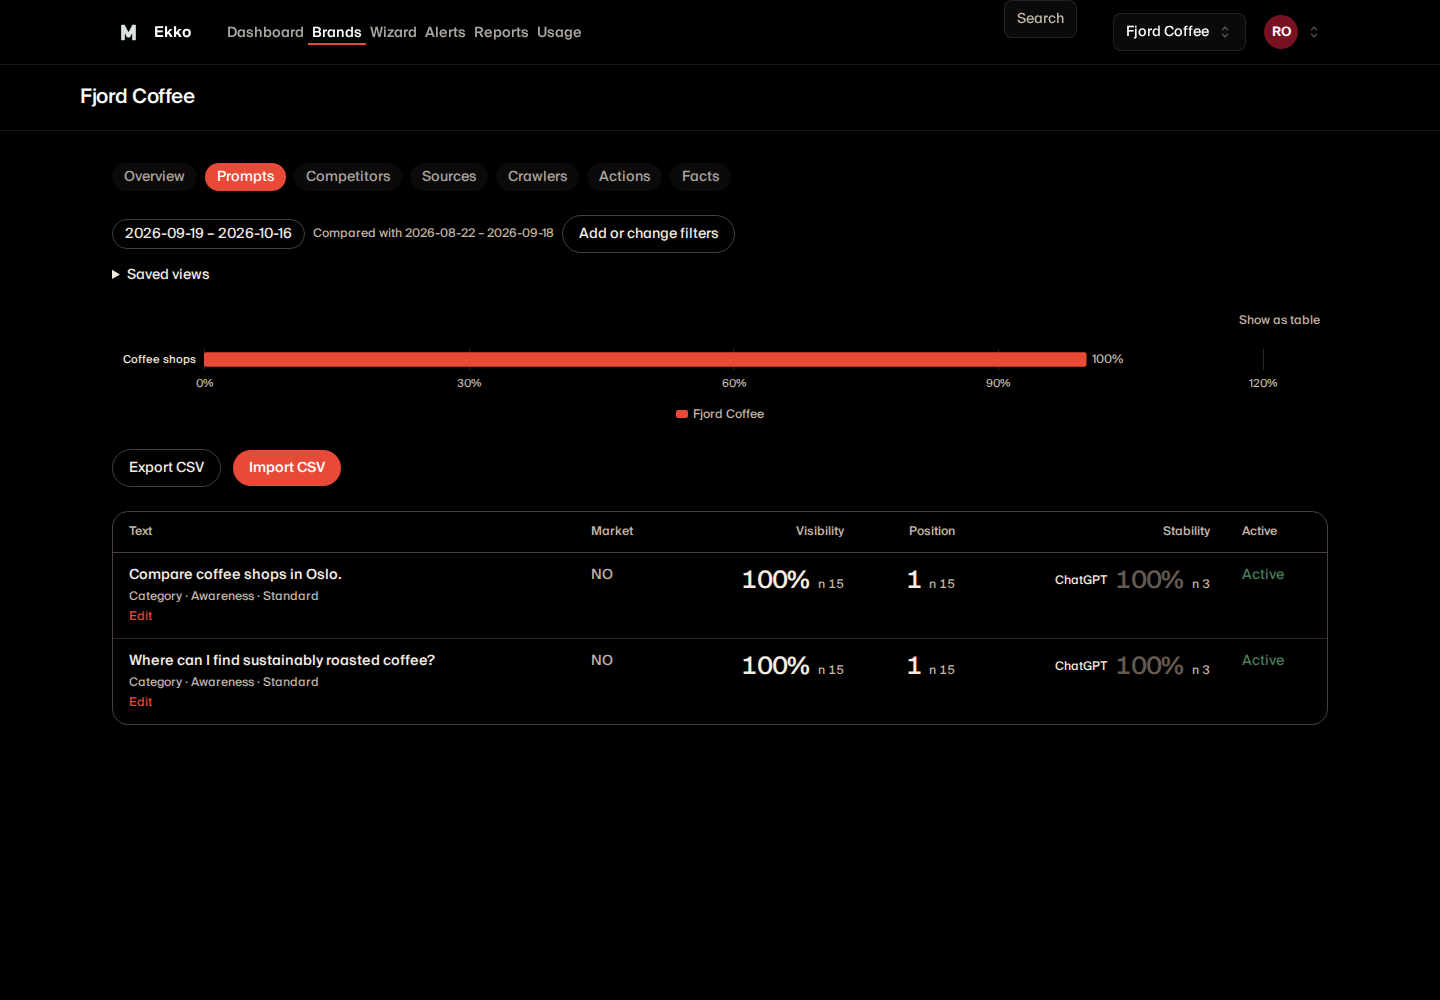 M Ekko Dashboard Brands Wizard Alerts Reports Usage Search Fjord Coffee RO
Fjord Coffee
Overview Prompts Competitors Sources Crawlers Actions Facts
2026-09-19 – 2026-10-16 Compared with 2026-08-22 – 2026-09-18 Add or change filters
Saved views
Show as table
Coffee shops 100%
0% 30% 60% 90% 120%
Fjord Coffee
Export CSV Import CSV
Text Market Visibility Position Stability Active
Compare coffee shops in Oslo. NO 100% n 15 1 n 15 ChatGPT 100% n 3 Active
Category · Awareness · Standard
Edit
Where can I find sustainably roasted coffee? NO 100% n 15 1 n 15 ChatGPT 100% n 3 Active
Category · Awareness · Standard
Edit